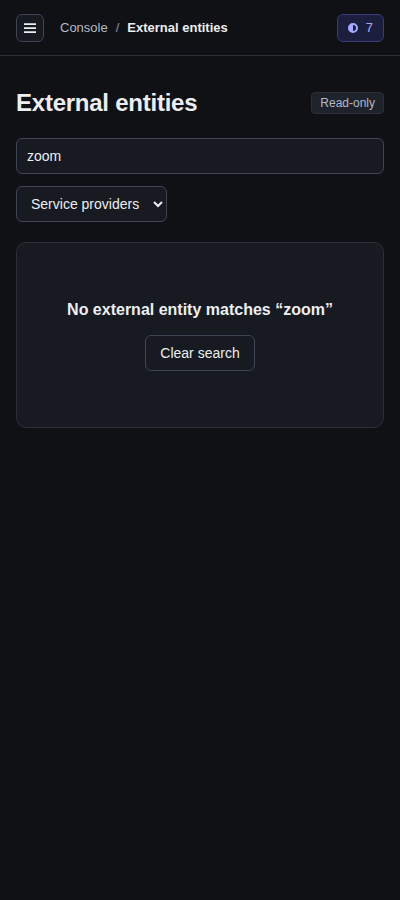 Console / External entities
7
External entities
Read-only
zoom
Service providers
No external entity matches “zoom”
Clear search